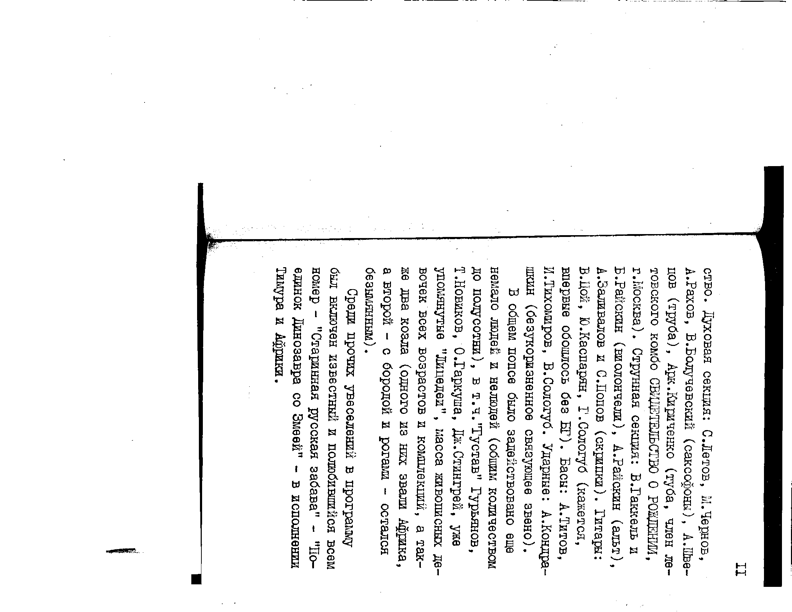 II
ство. Духовая секция: С.Летов, М.Чернов,
А.Рахов, В.Болучевский (саксофоны), А.Шве-
цов (труба), Арк.Кириченко (туба, член ле-
товского комбо СВИДЕТЕЛЬСТВО О РОЖДЕНИИ,
г.Москва). Струнная секция: В.Гаккель и
Б.Райскин (виолончели), А.Райскин (альт),
А.Заливалов и С.Попов (скрипки). Гитары:
В.Цой, Ю.Каспарян, Г.Сологуб (кажется,
впервые обошлось без БГ). Басы: А.Титов,
И.Тихомиров, В.Сологуб. Ударные: А.Кондра-
шкин (безукоризненное связующее звено).
В общем попсе было задействовано еще
немало людей и нелюдей (общим количеством
до полусотни), в т.ч."Густав" Гурьянов,
Т.Новиков, О.Гаркуша, Дж.Стингрей, уже
упомянутые "Лицедеи", масса живописных де-
вочек всех возрастов и комплекций, а так-
же два козла (одного из них звали Африка,
а второй - с бородой и рогами - остался
безымянным).
Среди прочих увеселений в программу
был включен известный и полюбившийся всем
номер - "Старинная русская забава" - "По-
единок Динозавра со Змеей" - в исполнении
Тимура и Африки.